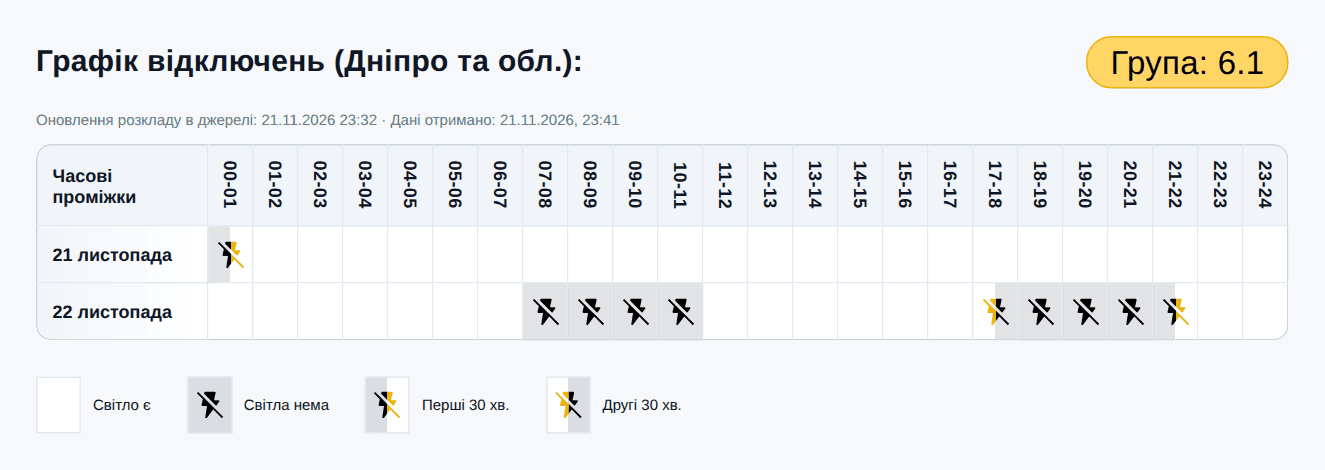 Графік відключень (Дніпро та обл.):
Група: 6.1
Оновлення розкладу в джерелі: 21.11.2026 23:32 · Дані отримано: 21.11.2026, 23:41
Часові
проміжки
00-01
01-02
02-03
03-04
04-05
05-06
06-07
07-08
08-09
09-10
10-11
11-12
12-13
13-14
14-15
15-16
16-17
17-18
18-19
19-20
20-21
21-22
22-23
23-24
21 листопада
22 листопада
Світло є
Світла нема
Перші 30 хв.
Другі 30 хв.